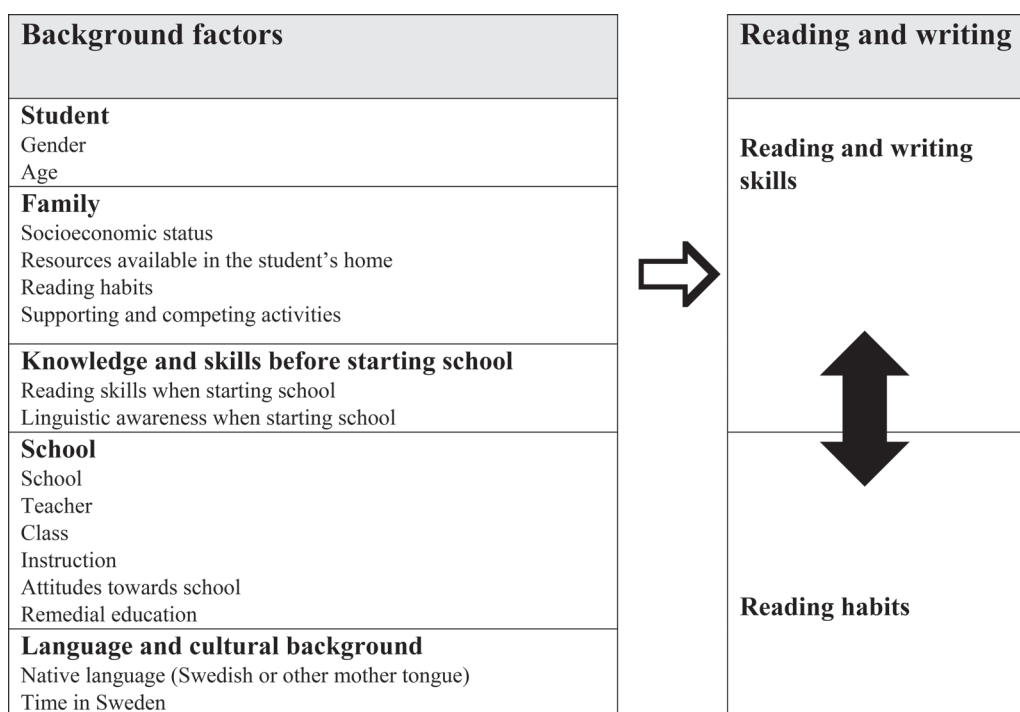 Background factors
Student
Gender
Age
Family
Socioeconomic status
Resources available in the student's home
Reading habits
Supporting and competing activities
Knowledge and skills before starting school
Reading skills when starting school
Linguistic awareness when starting school
School
School
Teacher
Class
Instruction
Attitudes towards school
Remedial education
Language and cultural background
Native language (Swedish or other mother tongue)
Time in Sweden
Reading and writing
Reading and writing
skills
Reading habits